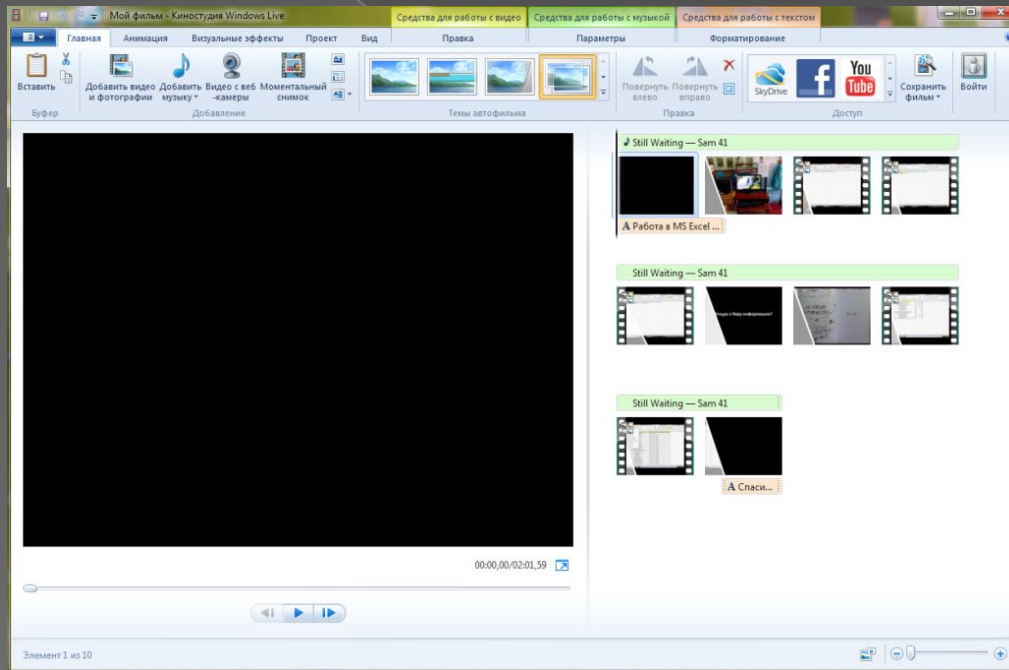 Мой фильм - Киностудия Windows Live
Средства для работы с видео
Средства для работы с музыкой
Средства для работы с текстом
Главная
Анимация
Визуальные эффекты
Проект
Вид
Правка
Параметры
Форматирование
Вставить
Добавить видео и фотографии
Добавить музыку
Видео с веб-камеры
Моментальный снимок
Повернуть влево
Повернуть вправо
SkyDrive
f
You Tube
Сохранить фильм
Войти
Буфер
Добавление
Темы автофильма
Правка
Доступ
Still Waiting — Sam 41
A Работа в MS Excel ...
Still Waiting — Sam 41
Still Waiting — Sam 41
A Спаси...
00:00,00/02:01,59
Элемент 1 из 10